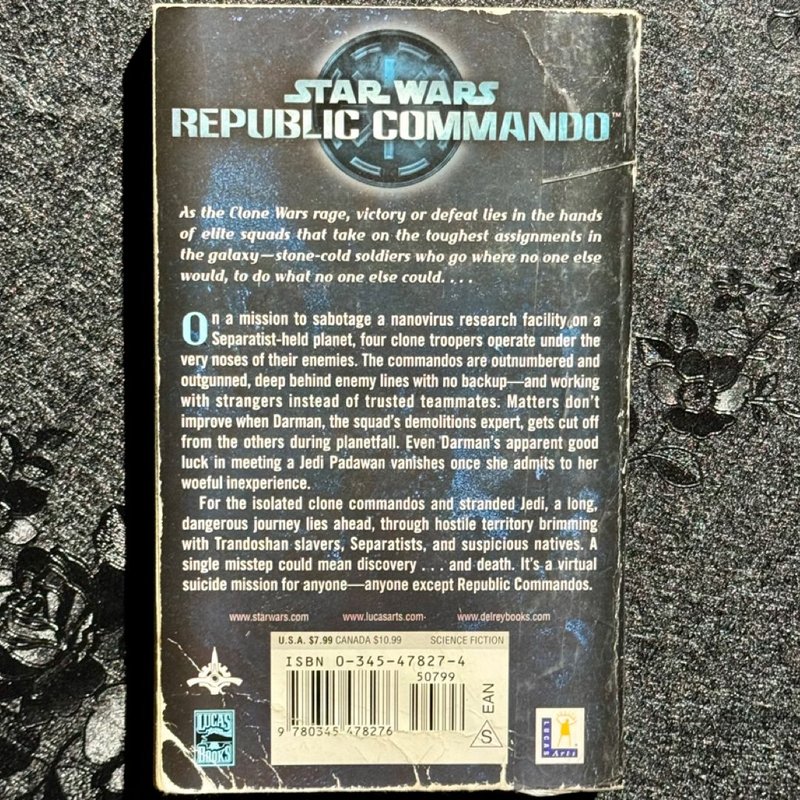 STAR WARS
REPUBLIC COMMANDO™
As the Clone Wars rage, victory or defeat lies in the hands
of elite squads that take on the toughest assignments in
the galaxy—stone-cold soldiers who go where no one else
would, to do what no one else could. . . .
On a mission to sabotage a nanovirus research facility on a
Separatist-held planet, four clone troopers operate under the
very noses of their enemies. The commandos are outnumbered and
outgunned, deep behind enemy lines with no backup—and working
with strangers instead of trusted teammates. Matters don't
improve when Darman, the squad's demolitions expert, gets cut off
from the others during planetfall. Even Darman's apparent good
luck in meeting a Jedi Padawan vanishes once she admits to her
woeful inexperience.
For the isolated clone commandos and stranded Jedi, a long,
dangerous journey lies ahead, through hostile territory brimming
with Trandoshan slavers, Separatists, and suspicious natives. A
single misstep could mean discovery . . . and death. It's a virtual
suicide mission for anyone—anyone except Republic Commandos.
www.starwars.com www.lucasarts.com www.delreybooks.com
U.S.A. $7.99 CANADA $10.99 SCIENCE FICTION
ISBN 0-345-47827-4
50799
9 780345 478276
S EAN
LUCAS
BOOKS
LUCAS
Arts